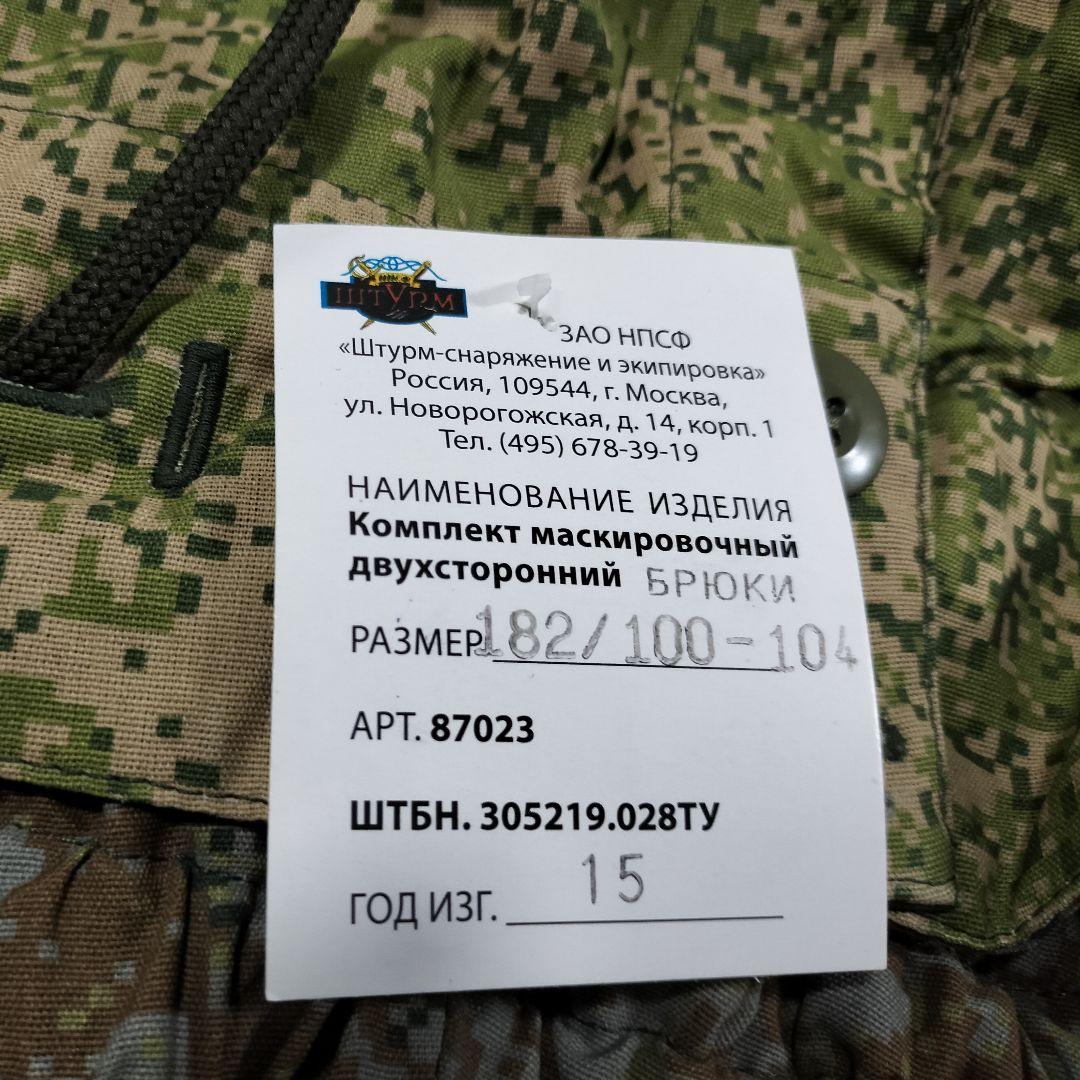 ШТУРМ
ЗАО НПСФ
«Штурм-снаряжение и экипировка»
Россия, 109544, г. Москва,
ул. Новорогожская, д. 14, корп. 1
Тел. (495) 678-39-19
НАИМЕНОВАНИЕ ИЗДЕЛИЯ
Комплект маскировочный
двухсторонний БРЮКИ
РАЗМЕР 182/100-104
АРТ. 87023
ШТБН. 305219.028ТУ
ГОД ИЗГ. 15